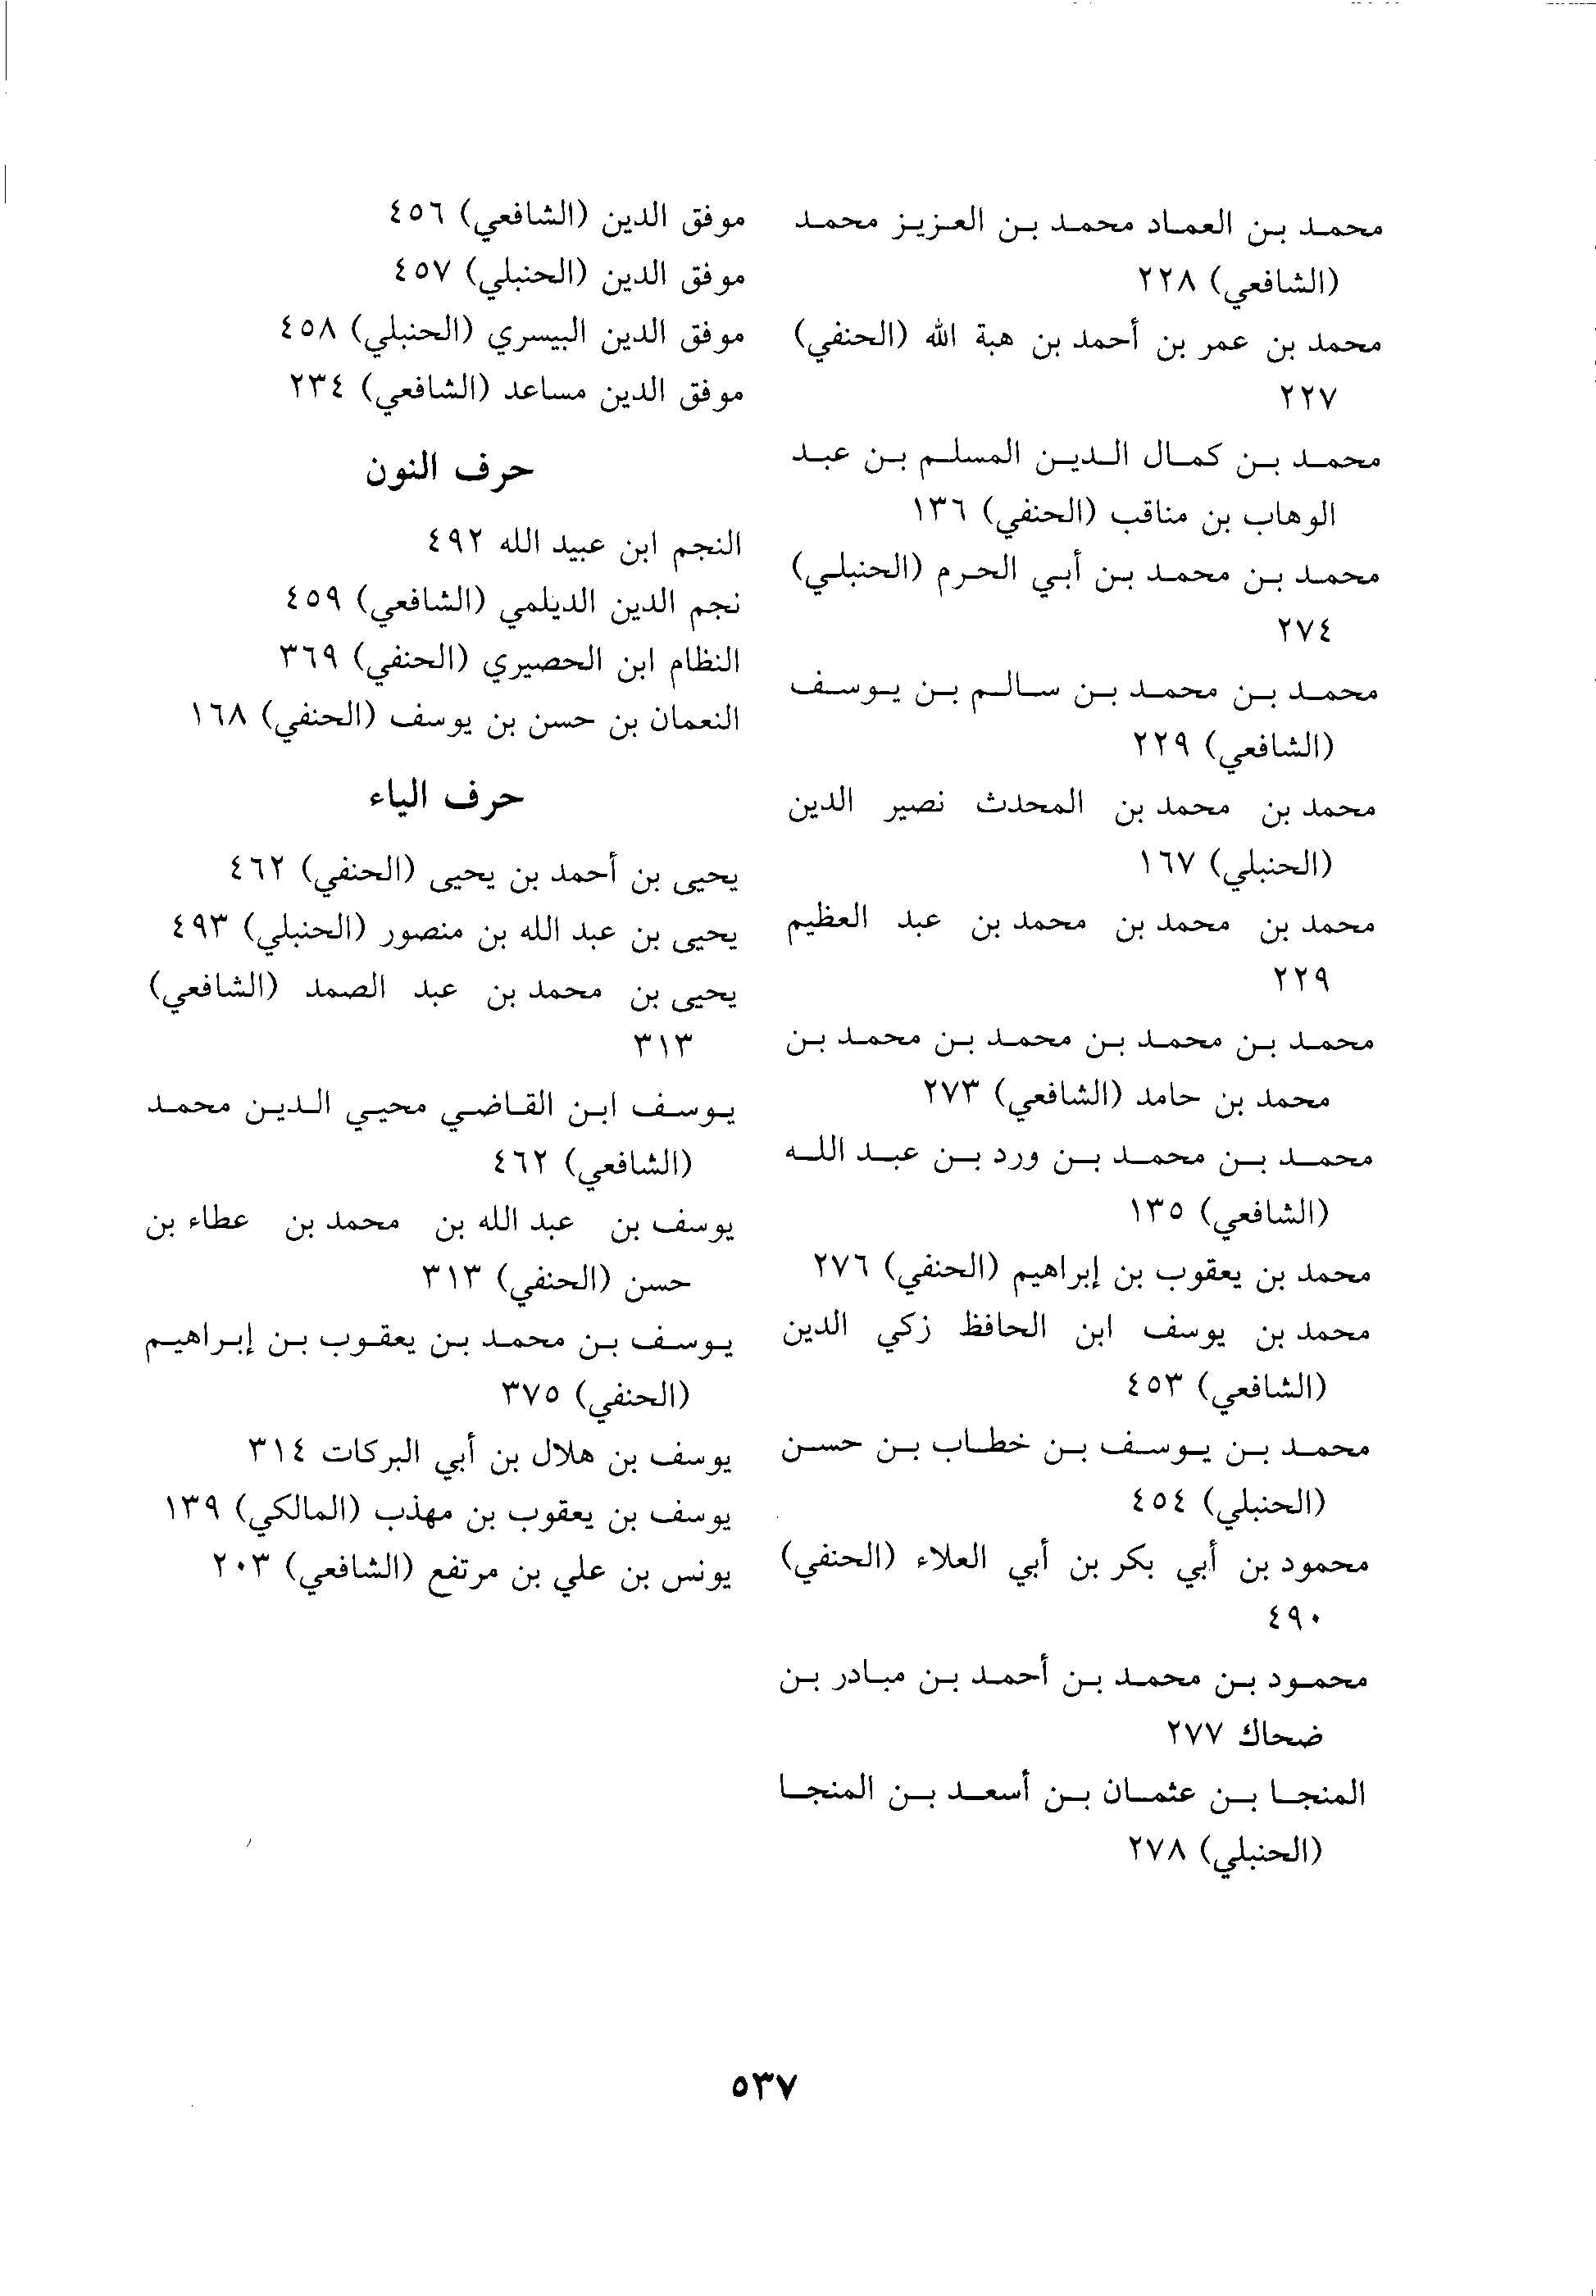 محمد بن العماد محمد بن العزيز محمد
(الشافعي) ٢٢٨
محمد بن عمر بن أحمد بن هبة الله (الحنفي)
٢٢٧
محمد بن كمال الدين المسلم بن عبد
الوهاب بن مناقب (الحنفي) ١٣٦
محمد بن محمد بن أبي الحرم (الحنبلي)
٢٧٤
محمد بن محمد بن سالم بن يوسف
(الشافعي) ٢٢٩
محمد بن محمد بن المحدث نصير الدين
(الحنبلي) ١٦٧
محمد بن محمد بن محمد بن عبد العظيم
٢٢٩
محمد بن محمد بن محمد بن محمد بن
محمد بن حامد (الشافعي) ٢٧٣
محمد بن محمد بن ورد بن عبد الله
(الشافعي) ١٣٥
محمد بن يعقوب بن إبراهيم (الحنفي) ٢٧٦
محمد بن يوسف ابن الحافظ زكي الدين
(الشافعي) ٤٥٣
محمد بن يوسف بن خطاب بن حسن
(الحنبلي) ٤٥٤
محمود بن أبي بكر بن أبي العلاء (الحنفي)
٤٩٠
محمود بن محمد بن أحمد بن مبادر بن
ضحاك ٢٧٧
المنجا بن عثمان بن أسعد بن المنجا
(الحنبلي) ٢٧٨
موفق الدين (الشافعي) ٤٥٦
موفق الدين (الحنبلي) ٤٥٧
موفق الدين البيسري (الحنبلي) ٤٥٨
موفق الدين مساعد (الشافعي) ٢٣٤
حرف النون
النجم ابن عبيد الله ٤٩٢
نجم الدين الديلمي (الشافعي) ٤٥٩
النظام ابن الحصيري (الحنفي) ٣٦٩
النعمان بن حسن بن يوسف (الحنفي) ١٦٨
حرف الياء
يحيى بن أحمد بن يحيى (الحنفي) ٤٦٢
يحيى بن عبد الله بن منصور (الحنبلي) ٤٩٣
يحيى بن محمد بن عبد الصمد (الشافعي)
٣١٣
يوسف ابن القاضي محيي الدين محمد
(الشافعي) ٤٦٢
يوسف بن عبد الله بن محمد بن عطاء بن
حسن (الحنفي) ٣١٣
يوسف بن محمد بن يعقوب بن إبراهيم
(الحنفي) ٣٧٥
يوسف بن هلال بن أبي البركات ٣١٤
يوسف بن يعقوب بن مهذب (المالكي) ١٣٩
يونس بن علي بن مرتفع (الشافعي) ٢٠٣
٥٣٧